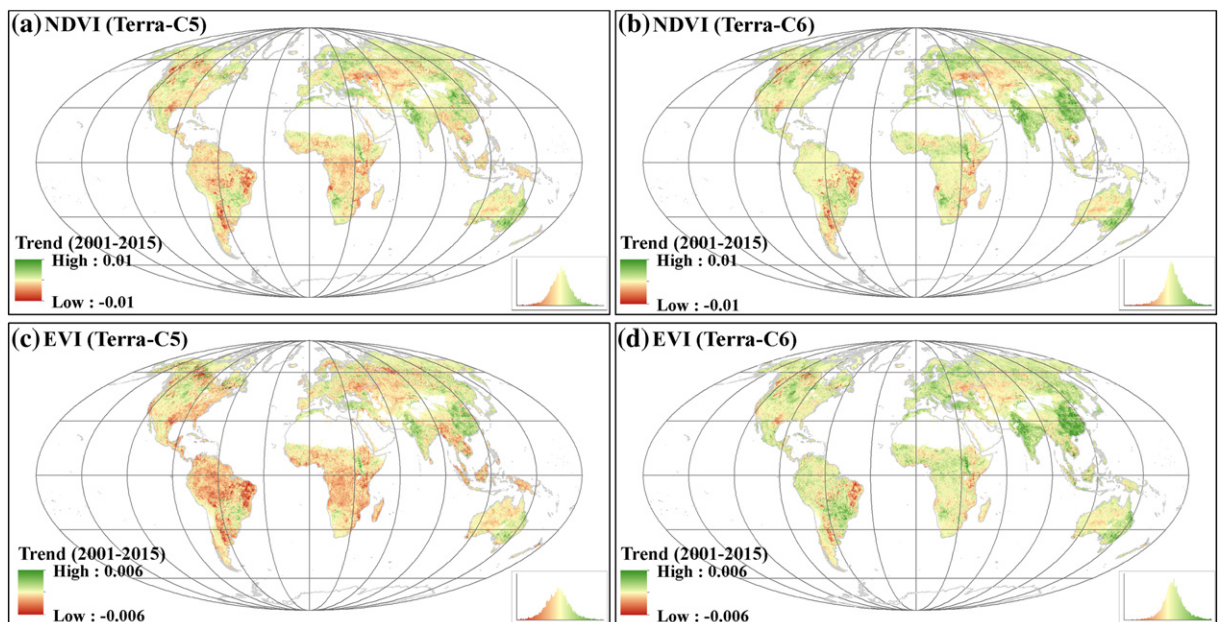 (a) NDVI (Terra-C5)
Trend (2001-2015)
High : 0.01
Low : -0.01
(b) NDVI (Terra-C6)
Trend (2001-2015)
High : 0.01
Low : -0.01
(c) EVI (Terra-C5)
Trend (2001-2015)
High : 0.006
Low : -0.006
(d) EVI (Terra-C6)
Trend (2001-2015)
High : 0.006
Low : -0.006